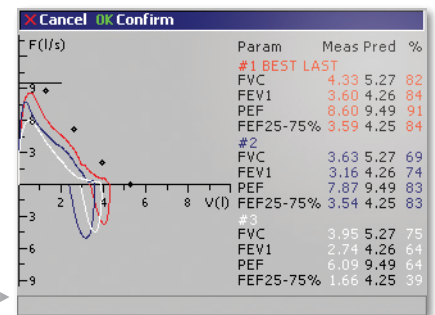 X Cancel OK Confirm
F(l/s)
Param Meas Pred %
#1 BEST LAST
FVC 4.33 5.27 82
FEV1 3.60 4.26 84
PEF 8.60 9.49 91
FEF25-75% 3.59 4.25 84
#2
FVC 3.63 5.27 69
FEV1 3.16 4.26 74
PEF 7.87 9.49 83
FEF25-75% 3.54 4.25 83
#3
FVC 3.95 5.27 75
FEV1 2.74 4.26 64
PEF 6.09 9.49 64
FEF25-75% 1.66 4.25 39
9
3
2 4 6 8 V(l)
-3
-6
-9